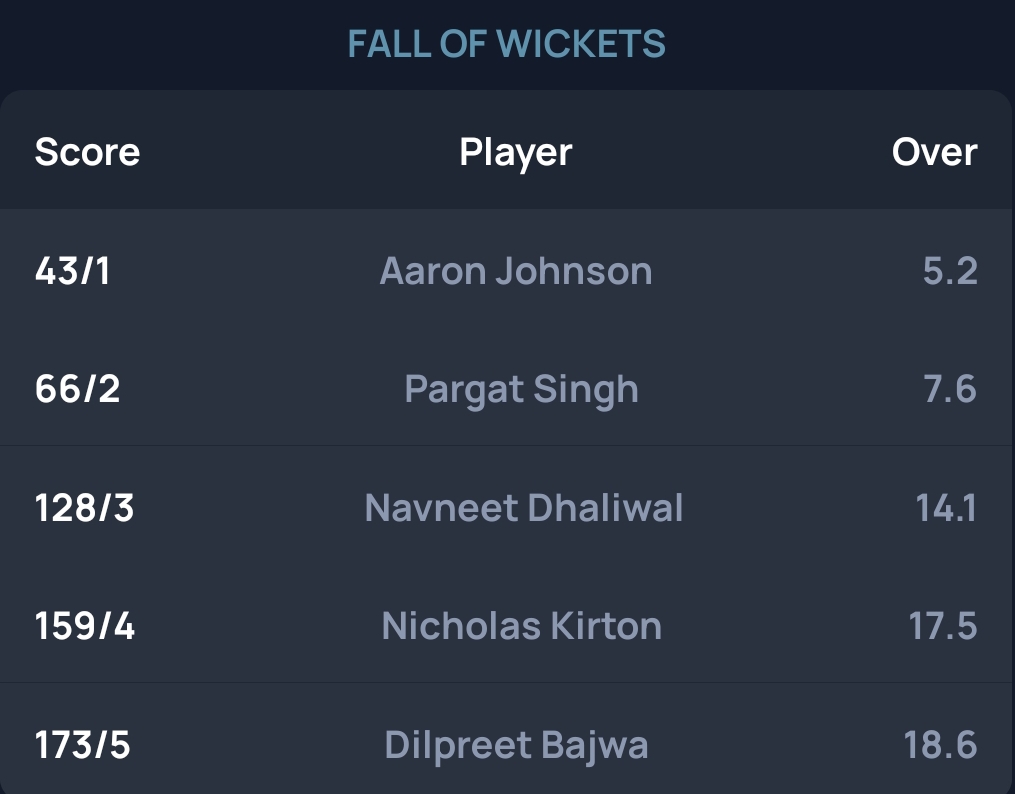 FALL OF WICKETS
Score Player Over
43/1 Aaron Johnson 5.2
66/2 Pargat Singh 7.6
128/3 Navneet Dhaliwal 14.1
159/4 Nicholas Kirton 17.5
173/5 Dilpreet Bajwa 18.6